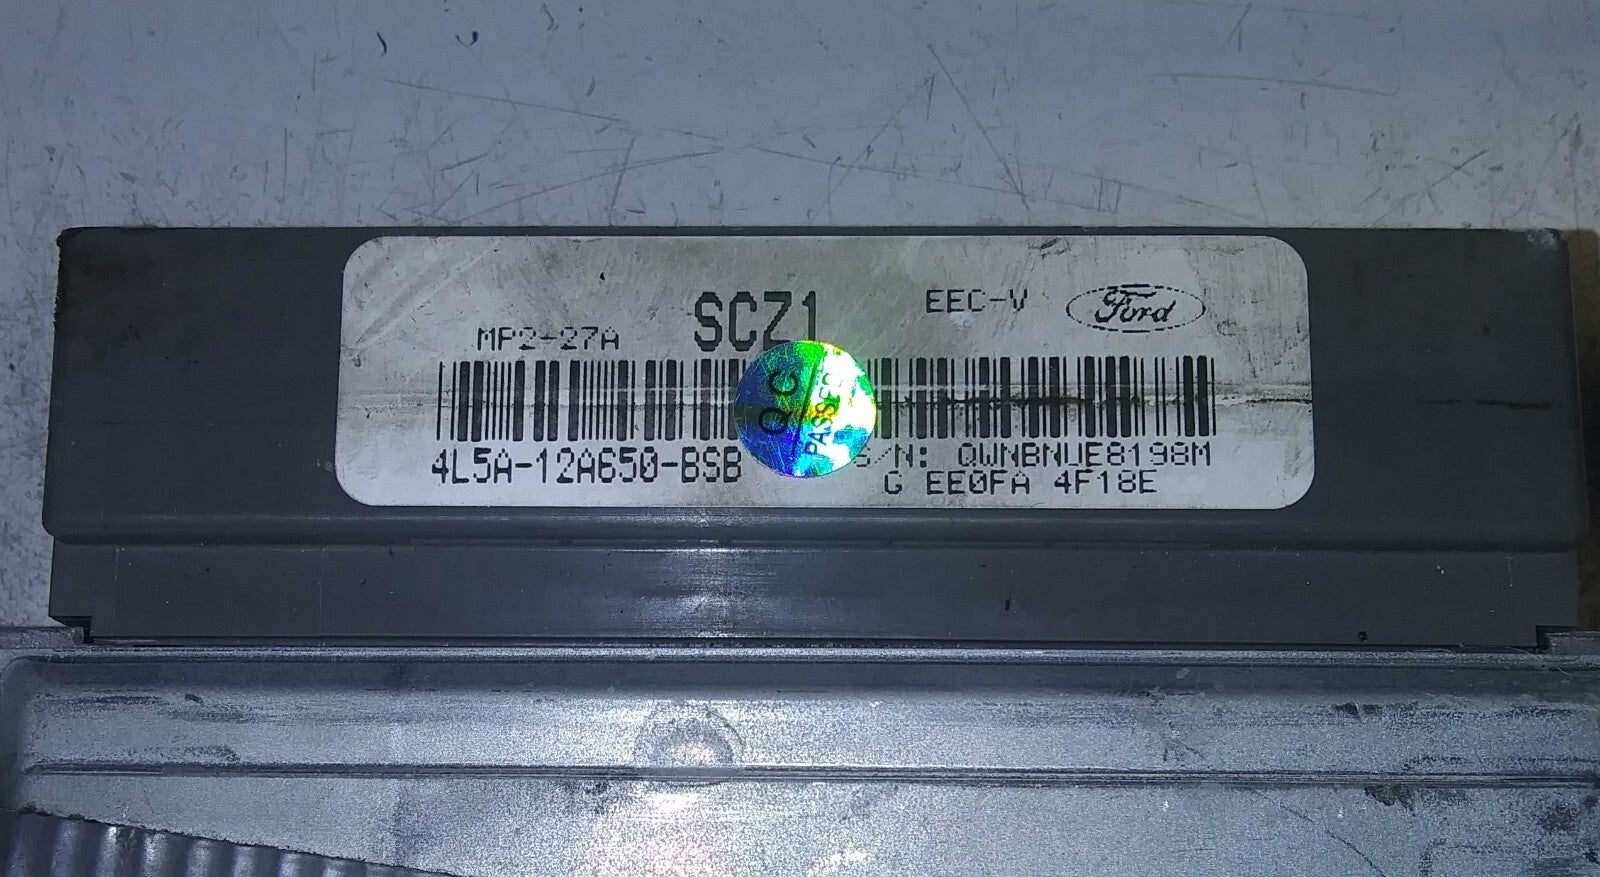 SCZ1
EEC-V
Ford
MP2-27A
QC
PASSED
4L5A-12A650-BSB
S/N: QWNBNUE8198M
G EE0FA 4F18E